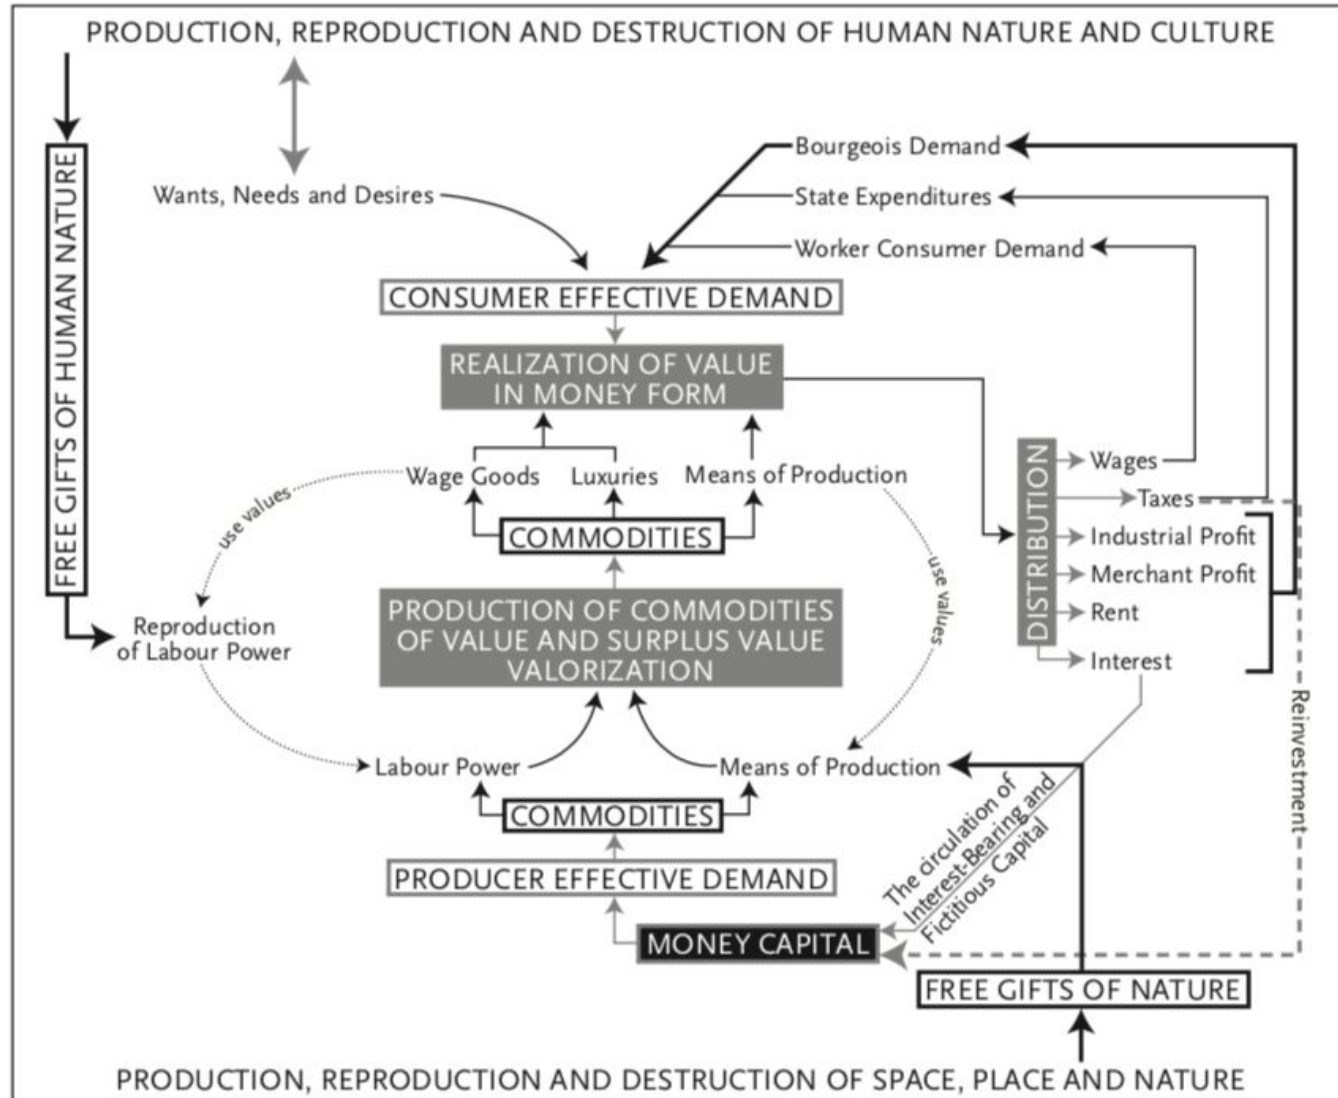 PRODUCTION, REPRODUCTION AND DESTRUCTION OF HUMAN NATURE AND CULTURE
FREE GIFTS OF HUMAN NATURE
Wants, Needs and Desires
Bourgeois Demand
State Expenditures
Worker Consumer Demand
CONSUMER EFFECTIVE DEMAND
REALIZATION OF VALUE
IN MONEY FORM
Wage Goods
Luxuries
Means of Production
use values
COMMODITIES
use values
DISTRIBUTION
Wages
Taxes
Industrial Profit
Merchant Profit
Rent
Interest
PRODUCTION OF COMMODITIES
OF VALUE AND SURPLUS VALUE
VALORIZATION
Reproduction
of Labour Power
Reinvestment
Labour Power
Means of Production
COMMODITIES
PRODUCER EFFECTIVE DEMAND
The circulation of
Interest-Bearing and
Fictitious Capital
MONEY CAPITAL
FREE GIFTS OF NATURE
PRODUCTION, REPRODUCTION AND DESTRUCTION OF SPACE, PLACE AND NATURE